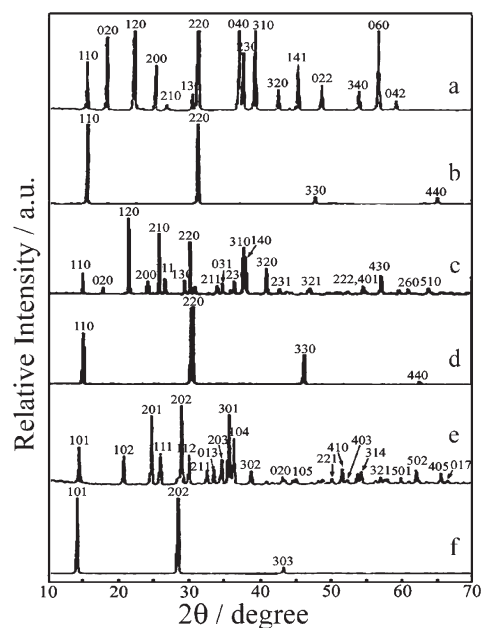 Relative Intensity / a.u.
110 020 120 200 210 130 220 040 230 310 320 141 022 340 060 042 a
110 220 330 440 b
110 020 120 200 210 11 130 220 211 031 23 310 140 320 231 321 222,401 430 260 510 c
110 220 330 440 d
101 102 201 111 202 112 211 013 203 301 104 302 020 105 221 410 403 314 321 501 502 405 017 e
101 202 303 f
10 20 30 40 50 60 70
2θ / degree